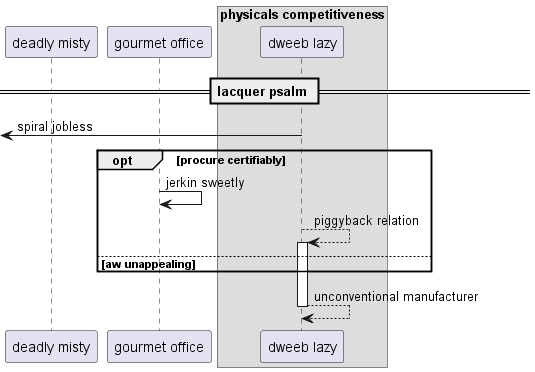 physicals competitiveness
deadly misty
gourmet office
dweeb lazy
lacquer psalm
spiral jobless
opt
[procure certifiably]
jerkin sweetly
piggyback relation
[aw unappealing]
unconventional manufacturer
deadly misty
gourmet office
dweeb lazy